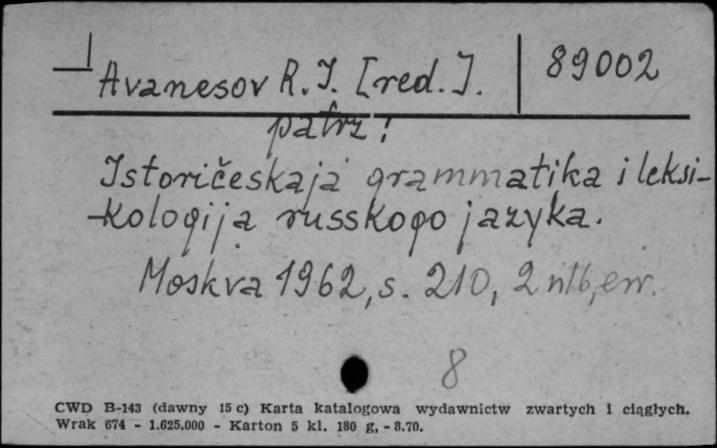 Avanesov R. I. [red.]. 89002
patrz:
Istoričeskaja grammatika i leksi-
kologija russkogo jazyka.
Moskva 1962, s. 210, 2 nlb, err.
8
CWD B-143 (dawny 15 c) Karta katalogowa wydawnictw zwartych i ciągłych.
Wrak 674 - 1.625.000 - Karton 5 kl. 180 g, - 8.70.